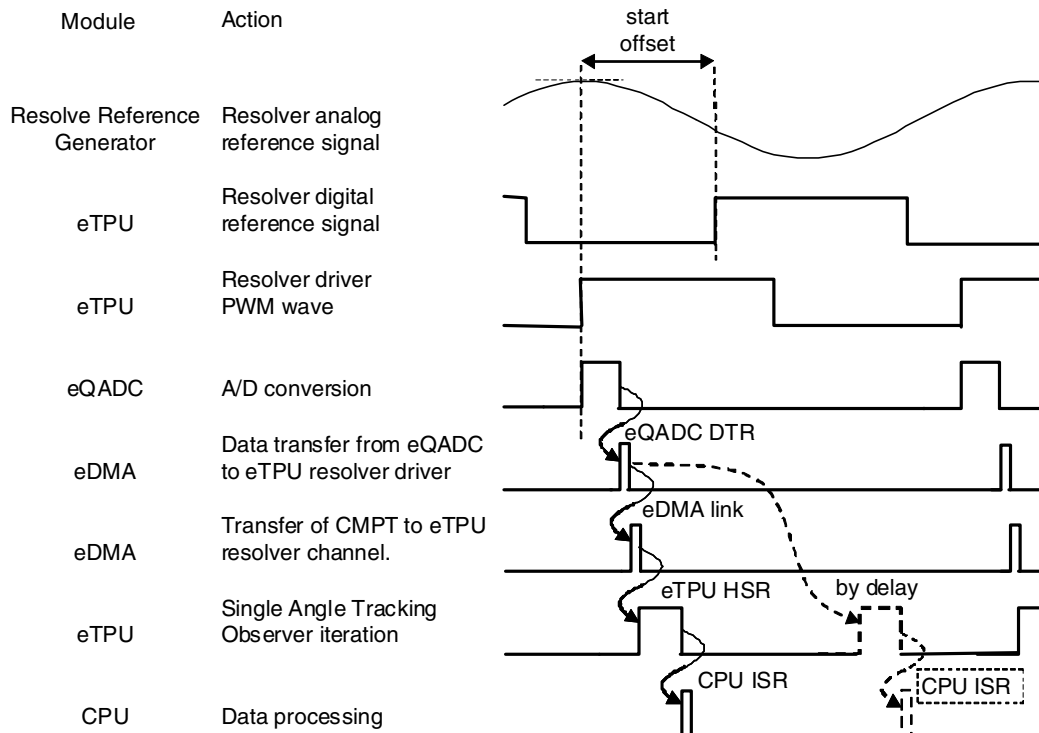 Module
Action
start
offset
Resolve Reference
Generator
Resolver analog
reference signal
eTPU
Resolver digital
reference signal
eTPU
Resolver driver
PWM wave
eQADC
A/D conversion
eQADC DTR
eDMA
Data transfer from eQADC
to eTPU resolver driver
eDMA link
eDMA
Transfer of CMPT to eTPU
resolver channel.
eTPU HSR
by delay
eTPU
Single Angle Tracking
Observer iteration
CPU ISR
CPU ISR
CPU
Data processing